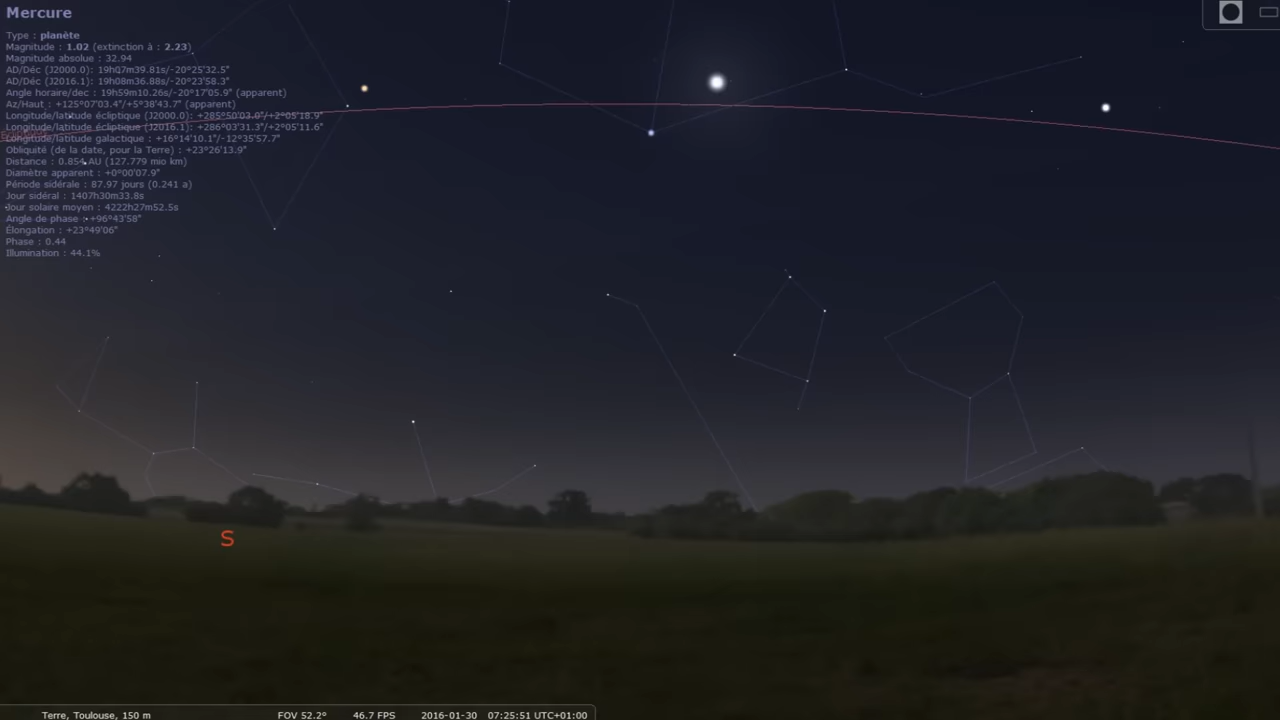 Mercure
Type : planète
Magnitude : 1.02 (extinction à : 2.23)
Magnitude absolue : 32.94
AD/Déc (J2000.0): 19h07m39.81s/-20°25'32.5"
AD/Déc (J2016.1): 19h08m36.88s/-20°23'58.3"
Angle horaire/dec : 19h59m10.26s/-20°17'05.9" (apparent)
Az/Haut : +125°07'03.4"/+5°38'43.7" (apparent)
Longitude/latitude écliptique (J2000.0) : +285°50'03.0"/+2°05'18.9"
Longitude/latitude écliptique (J2016.1) : +286°03'31.3"/+2°05'11.6"
Longitude/latitude galactique : +16°14'10.1"/-12°35'57.7"
Obliquité (de la date, pour la Terre) : +23°26'13.9"
Distance : 0.854 AU (127.779 mio km)
Diamètre apparent : +0°00'07.9"
Période sidérale : 87.97 jours (0.241 a)
Jour sidéral : 1407h30m33.8s
Jour solaire moyen : 4222h27m52.5s
Angle de phase : +96°43'58"
Élongation : +23°49'06"
Phase : 0.44
Illumination : 44.1%
S
Terre, Toulouse, 150 m FOV 52.2° 46.7 FPS 2016-01-30 07:25:51 UTC+01:00